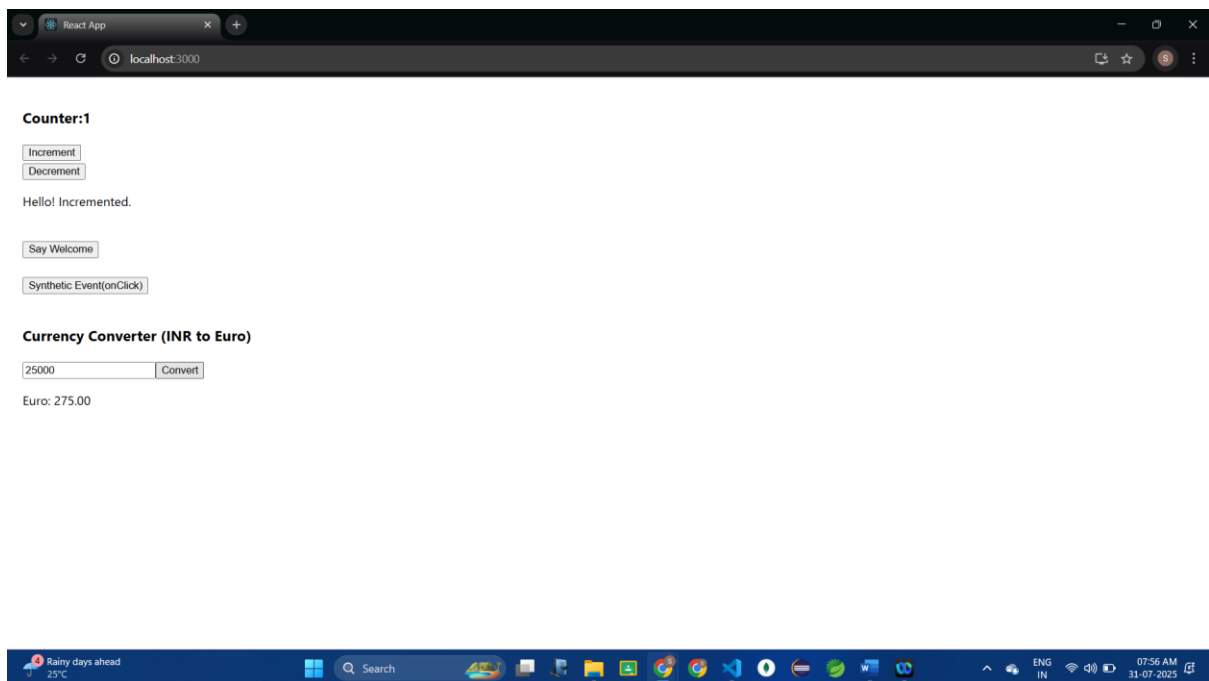 React App
localhost:3000
S
Counter:1
Increment
Decrement
Hello! Incremented.
Say Welcome
Synthetic Event(onClick)
Currency Converter (INR to Euro)
25000 Convert
Euro: 275.00
4 Rainy days ahead
25°C
Search
ENG
IN
07:56 AM
31-07-2025